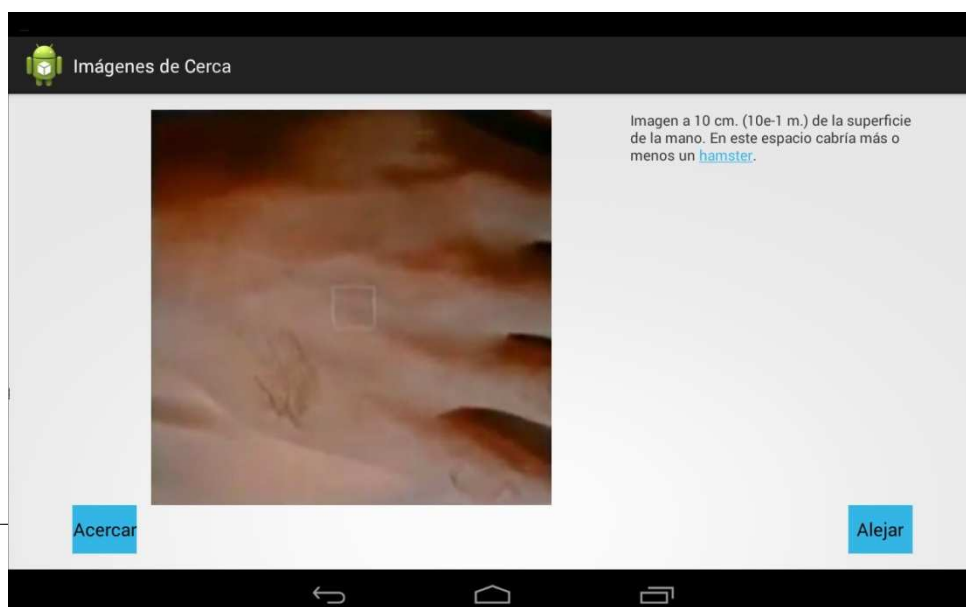 Imágenes de Cerca
Imagen a 10 cm. (10e-1 m.) de la superficie
de la mano. En este espacio cabría más o
menos un hamster.
Acercar
Alejar